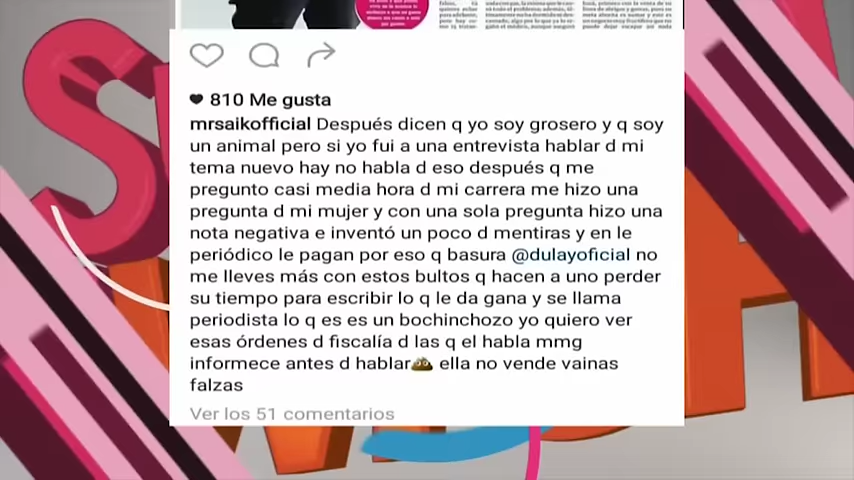 810 Me gusta
mrsaikofficial Después dicen q yo soy grosero y q soy
un animal pero si yo fui a una entrevista hablar d mi
tema nuevo hay no habla d eso después q me
pregunto casi media hora d mi carrera me hizo una
pregunta d mi mujer y con una sola pregunta hizo una
nota negativa e inventó un poco d mentiras y en le
periódico le pagan por eso q basura @dulayoficial no
me lleves más con estos bultos q hacen a uno perder
su tiempo para escribir lo q le da gana y se llama
periodista lo q es es un bochinchozo yo quiero ver
esas órdenes d fiscalía d las q el habla mmg
informece antes d hablar💩 ella no vende vainas
falzas
Ver los 51 comentarios